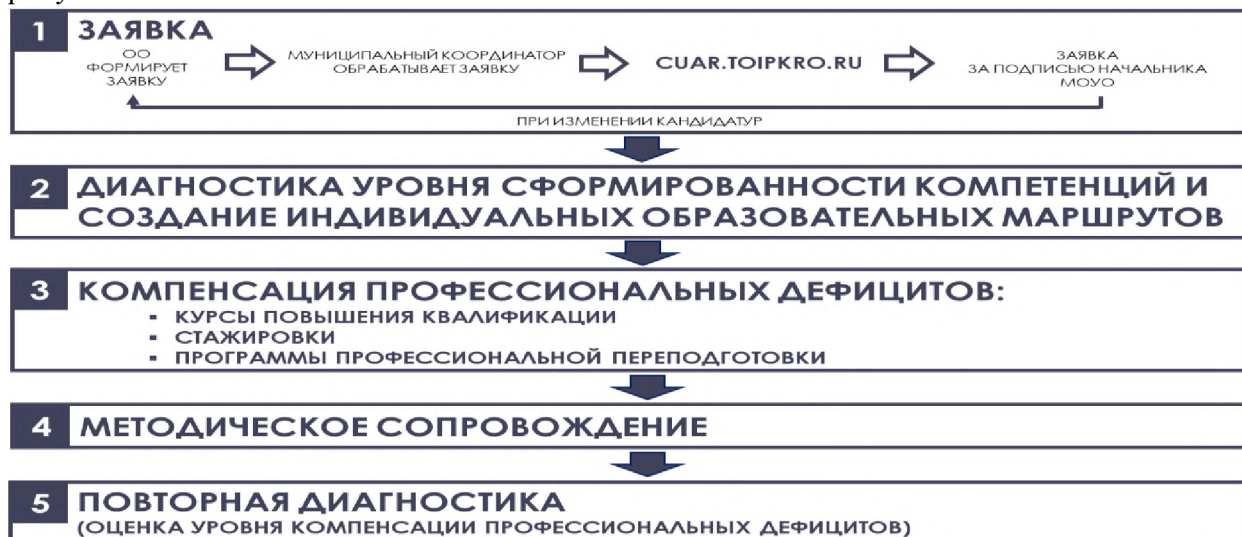 1 ЗАЯВКА
ОО
ФОРМИРУЕТ
ЗАЯВКУ
МУНИЦИПАЛЬНЫЙ КООРДИНАТОР
ОБРАБАТЫВАЕТ ЗАЯВКУ
CUAR.TOIPKRO.RU
ЗАЯВКА
ЗА ПОДПИСЬЮ НАЧАЛЬНИКА
МОУО
ПРИ ИЗМЕНЕНИИ КАНДИДАТУР
2 ДИАГНОСТИКА УРОВНЯ СФОРМИРОВАННОСТИ КОМПЕТЕНЦИЙ И
СОЗДАНИЕ ИНДИВИДУАЛЬНЫХ ОБРАЗОВАТЕЛЬНЫХ МАРШРУТОВ
3 КОМПЕНСАЦИЯ ПРОФЕССИОНАЛЬНЫХ ДЕФИЦИТОВ:
▪ КУРСЫ ПОВЫШЕНИЯ КВАЛИФИКАЦИИ
▪ СТАЖИРОВКИ
▪ ПРОГРАММЫ ПРОФЕССИОНАЛЬНОЙ ПЕРЕПОДГОТОВКИ
4 МЕТОДИЧЕСКОЕ СОПРОВОЖДЕНИЕ
5 ПОВТОРНАЯ ДИАГНОСТИКА
(ОЦЕНКА УРОВНЯ КОМПЕНСАЦИИ ПРОФЕССИОНАЛЬНЫХ ДЕФИЦИТОВ)